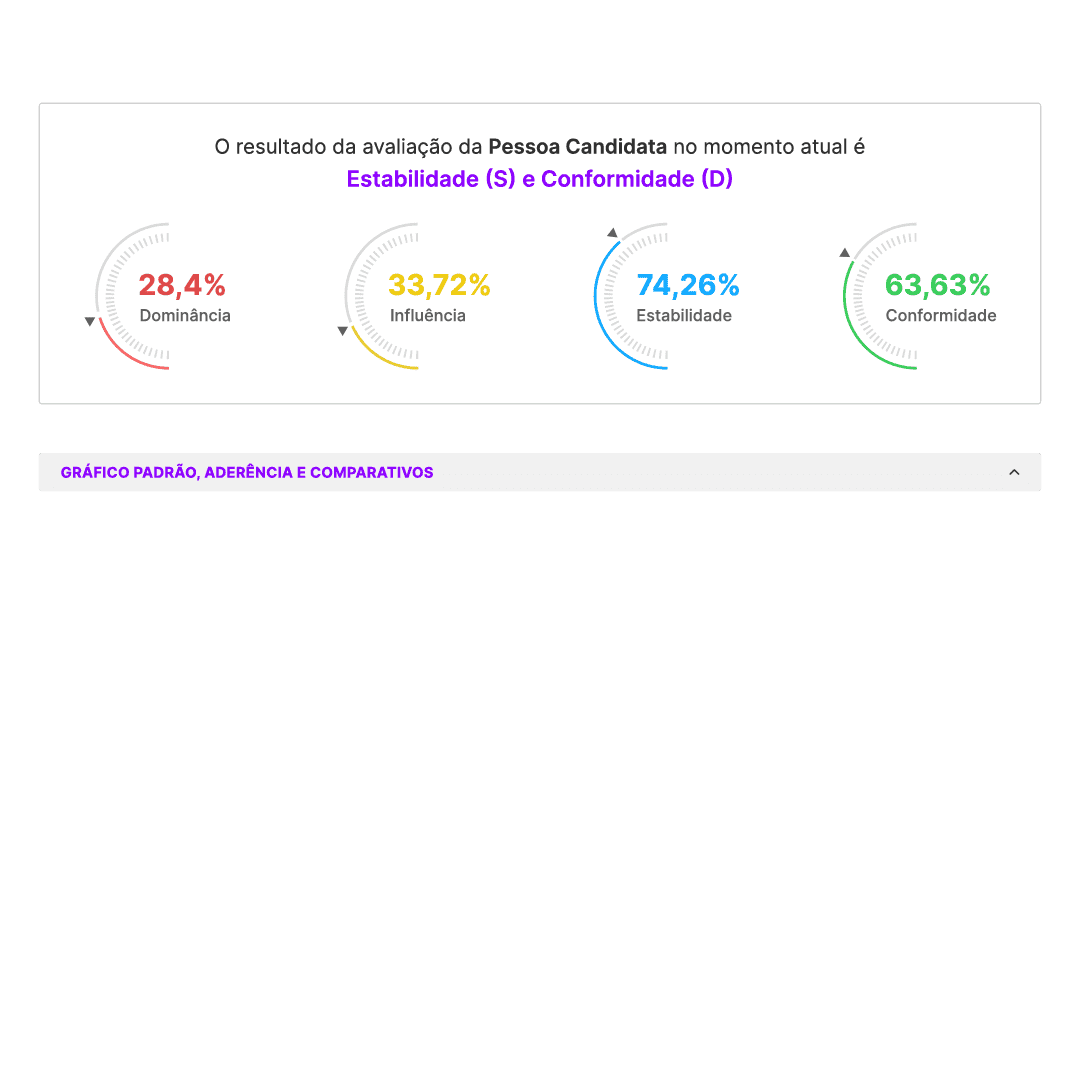 O resultado da avaliação da Pessoa Candidata no momento atual é
Estabilidade (S) e Conformidade (D)
28,4%
Dominância
33,72%
Influência
74,26%
Estabilidade
63,63%
Conformidade
GRÁFICO PADRÃO, ADERÊNCIA E COMPARATIVOS